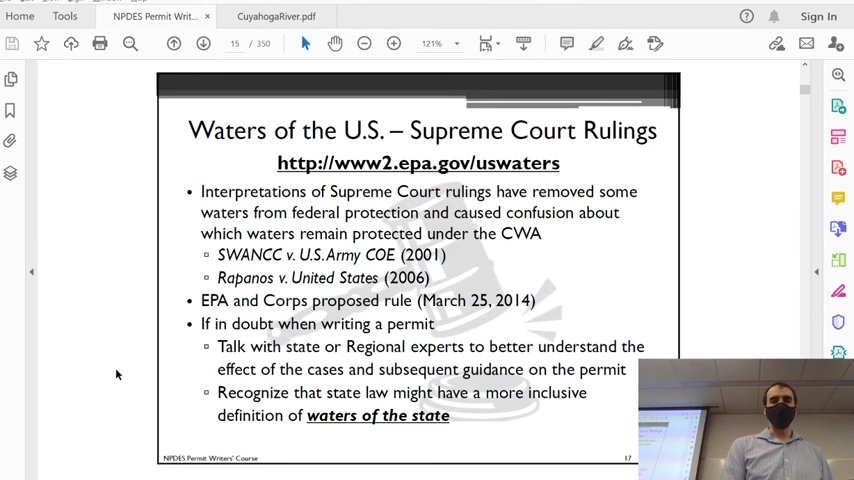 Home
Tools
NPDES Permit Writ... ×
CuyahogaRiver.pdf
Sign In
15 / 350
121%
Waters of the U.S. – Supreme Court Rulings
http://www2.epa.gov/uswaters
• Interpretations of Supreme Court rulings have removed some
waters from federal protection and caused confusion about
which waters remain protected under the CWA
▫ SWANCC v. U.S. Army COE (2001)
▫ Rapanos v. United States (2006)
• EPA and Corps proposed rule (March 25, 2014)
• If in doubt when writing a permit
▫ Talk with state or Regional experts to better understand the
effect of the cases and subsequent guidance on the permit
▫ Recognize that state law might have a more inclusive
definition of waters of the state
NPDES Permit Writers' Course
17